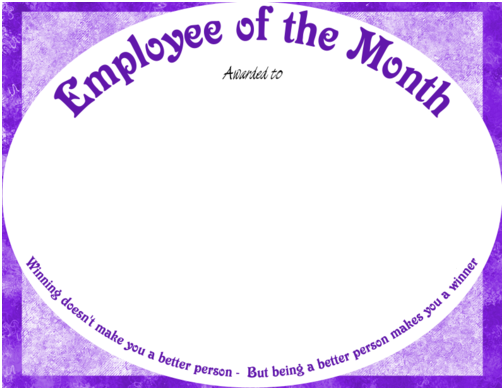 Employee of the Month
Awarded to
Winning doesn't make you a better person - But being a better person makes you a winner